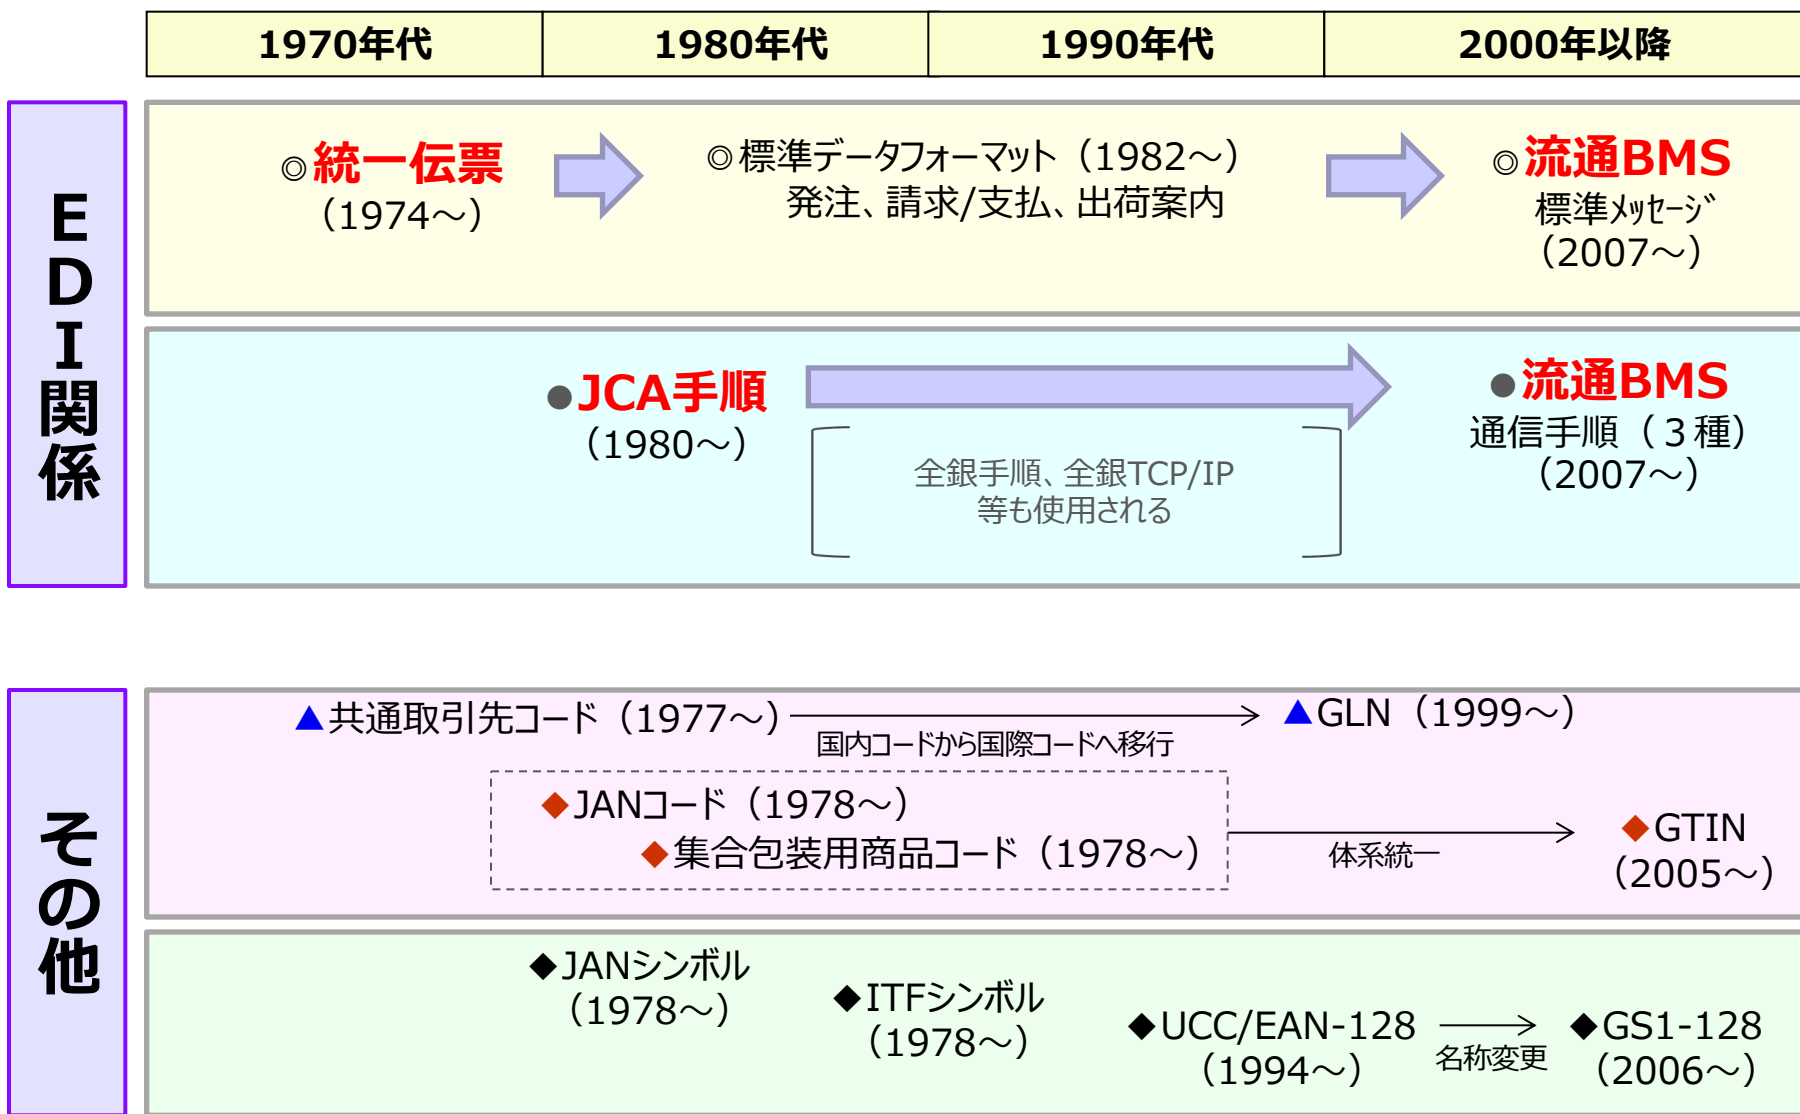 1970年代 1980年代 1990年代 2000年以降
EDI関係
◎統一伝票
（1974～）
◎標準データフォーマット（1982～）
発注、請求/支払、出荷案内
◎流通BMS
標準ﾒｯｾｰｼﾞ
（2007～）
●JCA手順
（1980～）
全銀手順、全銀TCP/IP
等も使用される
●流通BMS
通信手順（３種）
（2007～）
その他
▲共通取引先コード（1977～）
国内コードから国際コードへ移行
▲GLN（1999～）
◆JANコード（1978～）
◆集合包装用商品コード（1978～）
体系統一
◆GTIN
（2005～）
◆JANシンボル
（1978～）
◆ITFシンボル
（1978～）
◆UCC/EAN-128
（1994～）
名称変更
◆GS1-128
（2006～）